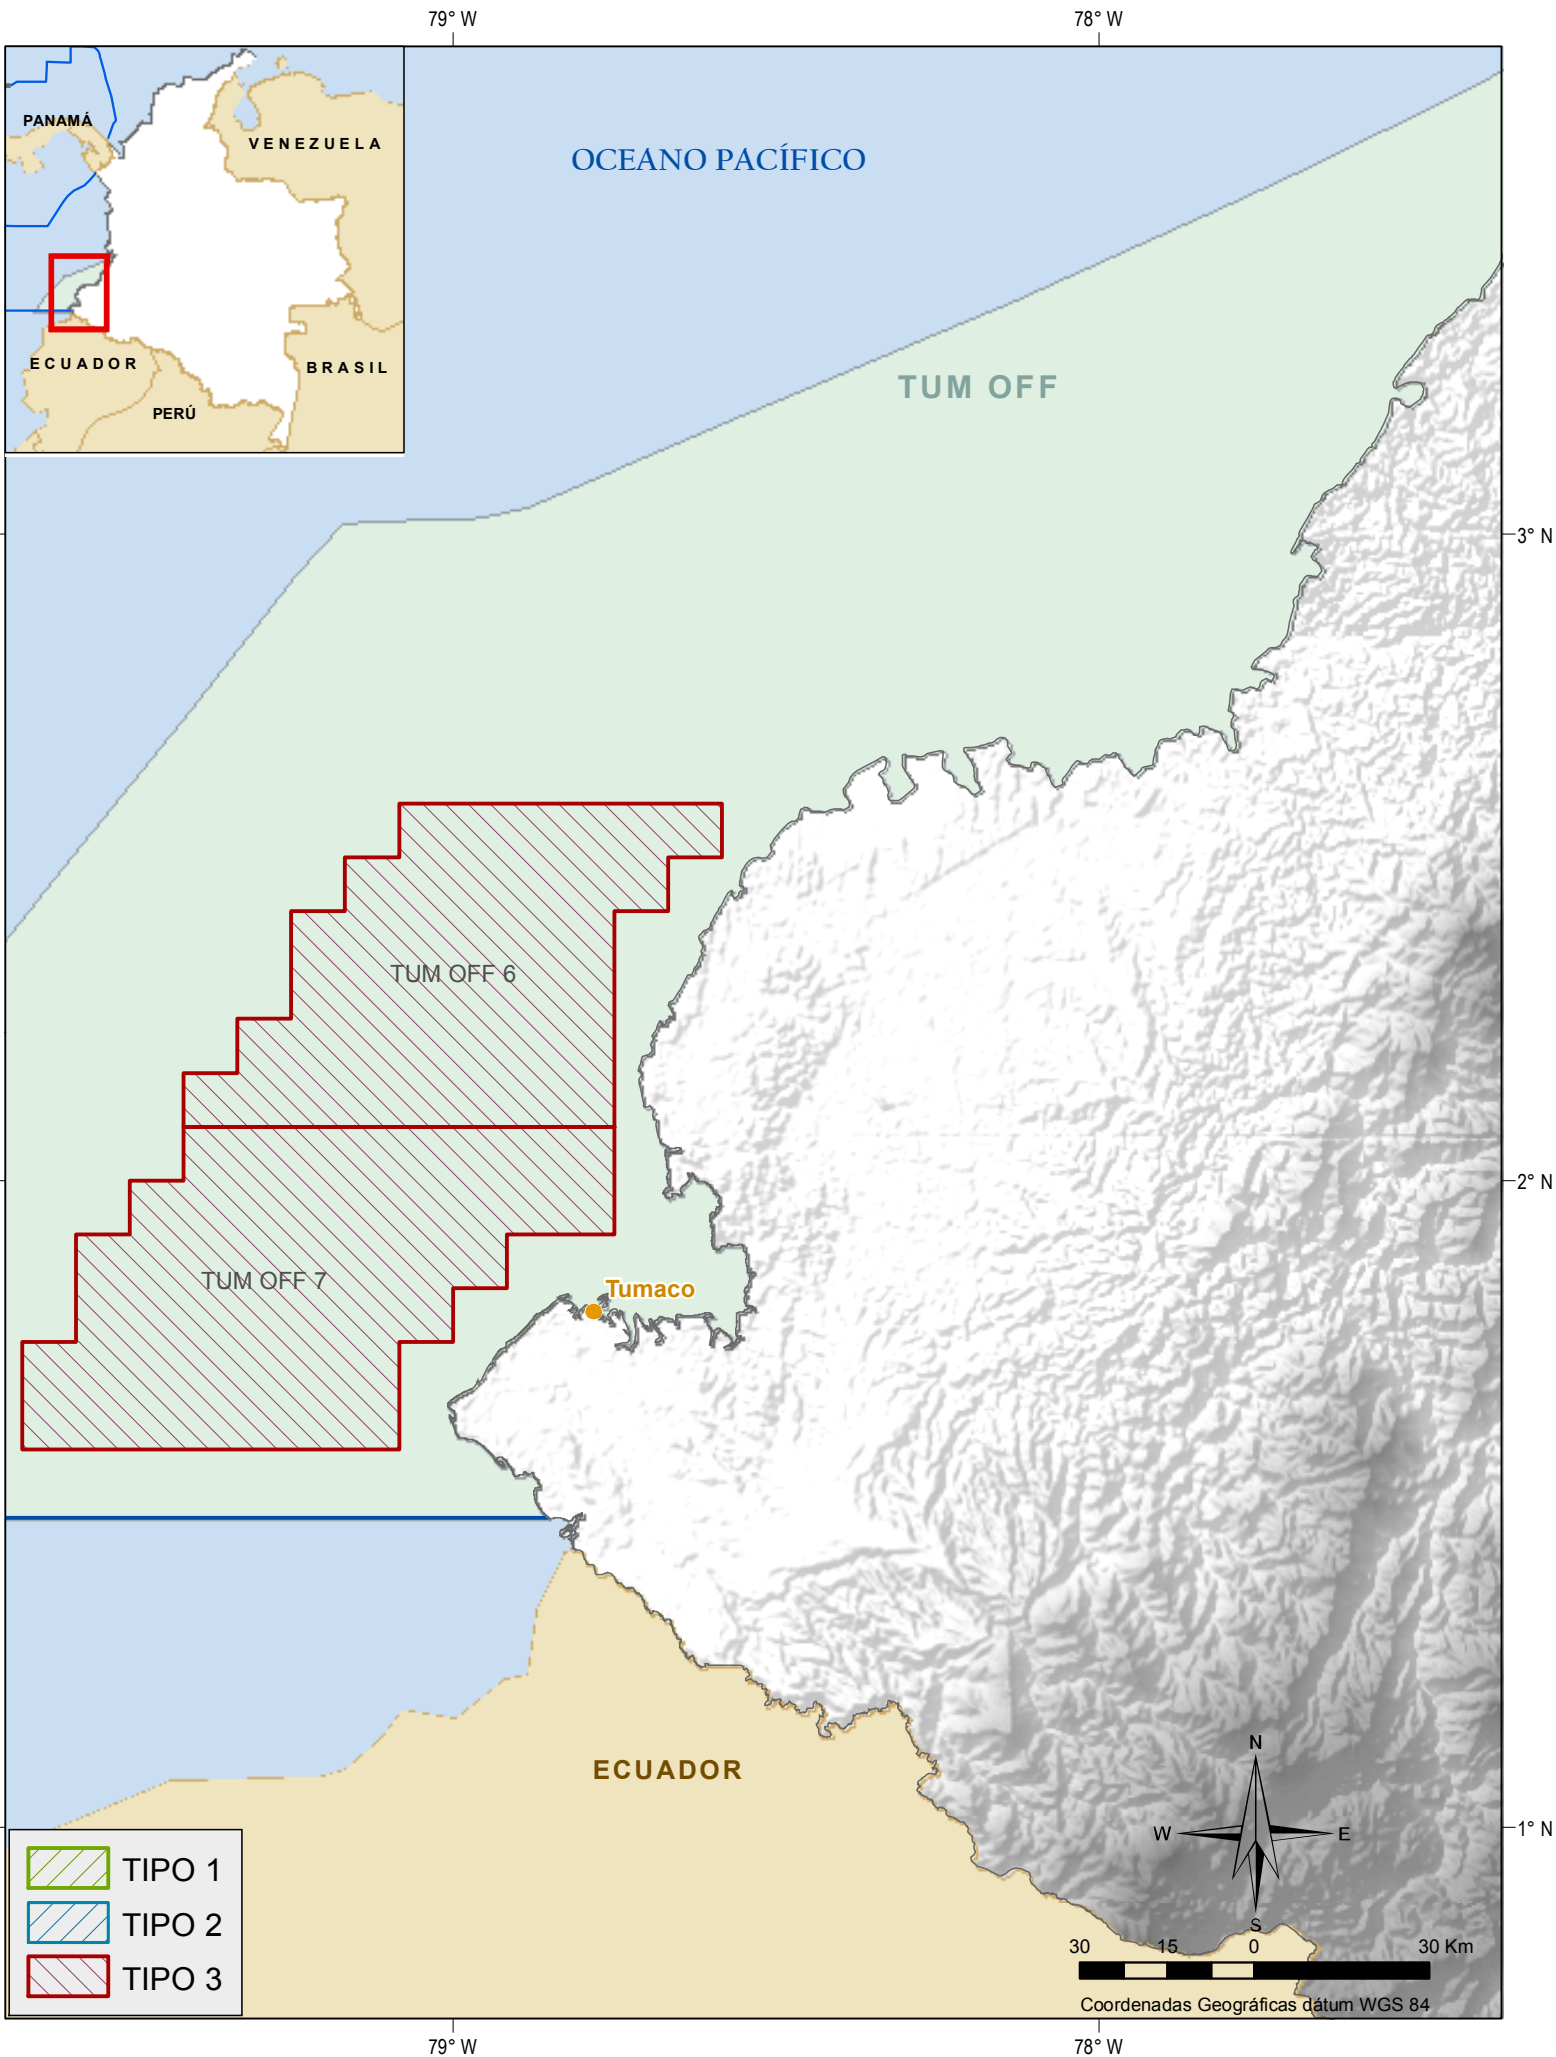 79° W
78° W
PANAMÁ
VENEZUELA
ECUADOR
BRASIL
PERÚ
OCEANO PACÍFICO
TUM OFF
3° N
TUM OFF 6
2° N
TUM OFF 7
Tumaco
ECUADOR
1° N
N
W
E
S
TIPO 1
TIPO 2
TIPO 3
30 15 0 30 Km
Coordenadas Geográficas dátum WGS 84
79° W
78° W